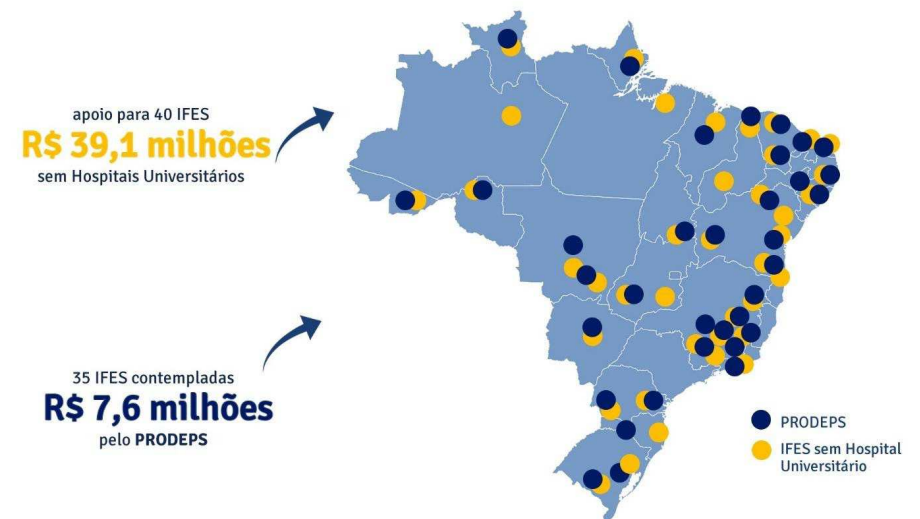 apoio para 40 IFES
R$ 39,1 milhões
sem Hospitais Universitários
35 IFES contempladas
R$ 7,6 milhões
pelo PRODEPS
PRODEPS
IFES sem Hospital
Universitário